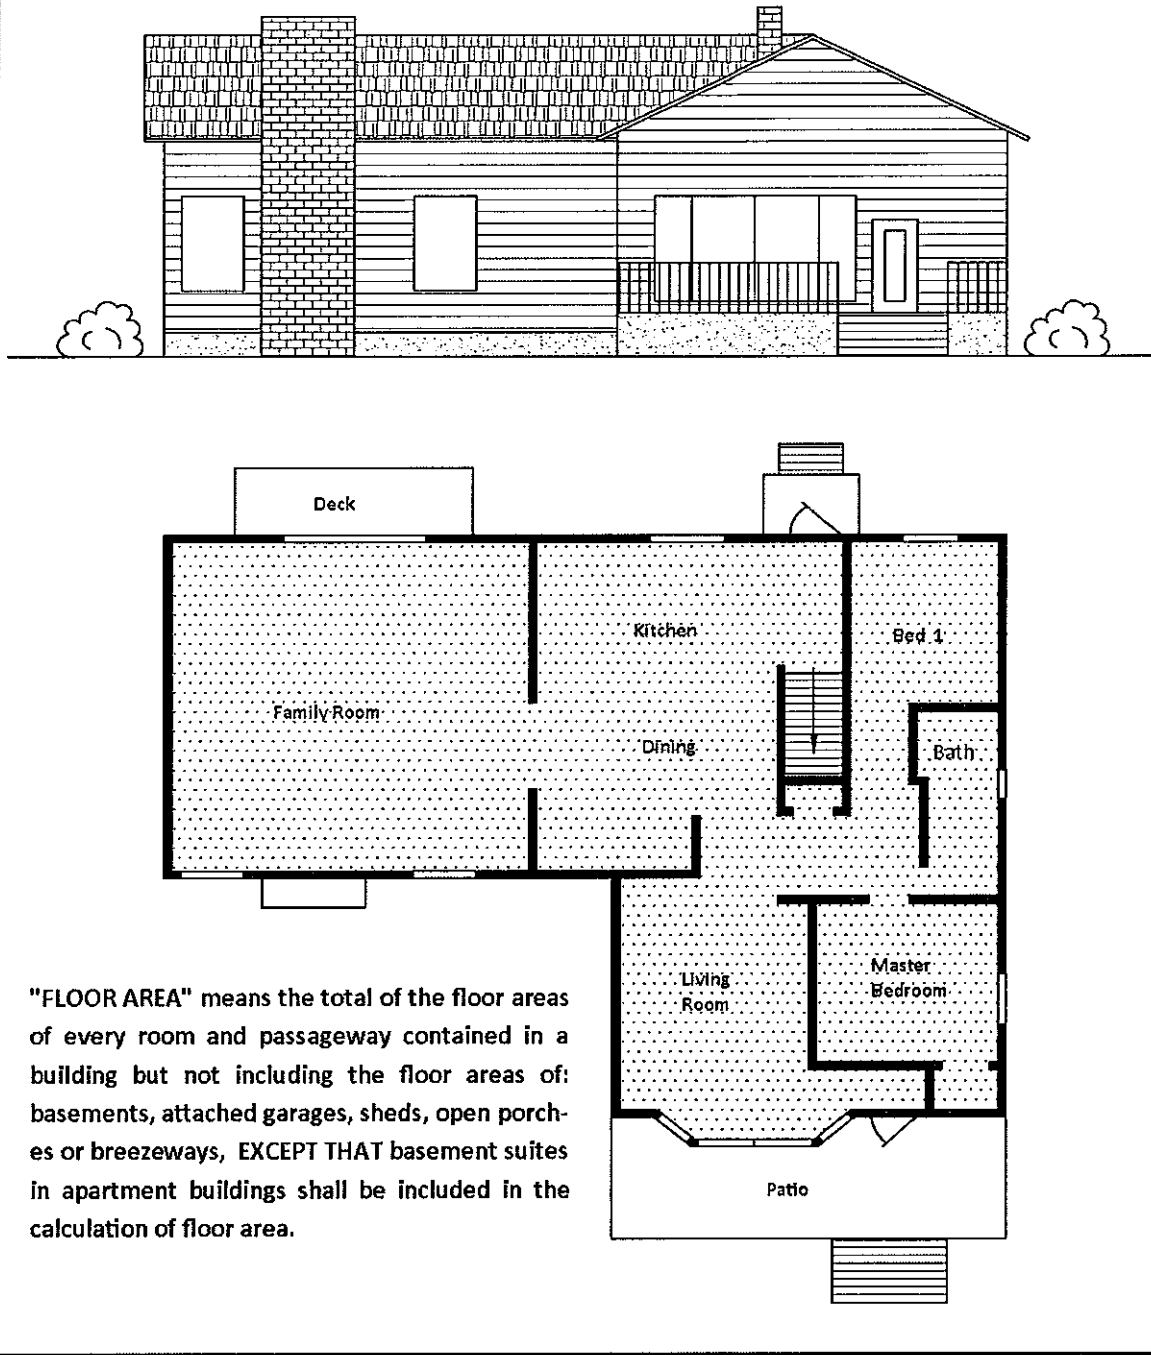 Deck
Kitchen
Bed 1
Family Room
Dining
Bath
Living
Room
Master
Bedroom
"FLOOR AREA" means the total of the floor areas
of every room and passageway contained in a
building but not including the floor areas of:
basements, attached garages, sheds, open porch-
es or breezeways, EXCEPT THAT basement suites
in apartment buildings shall be included in the
calculation of floor area.
Patio